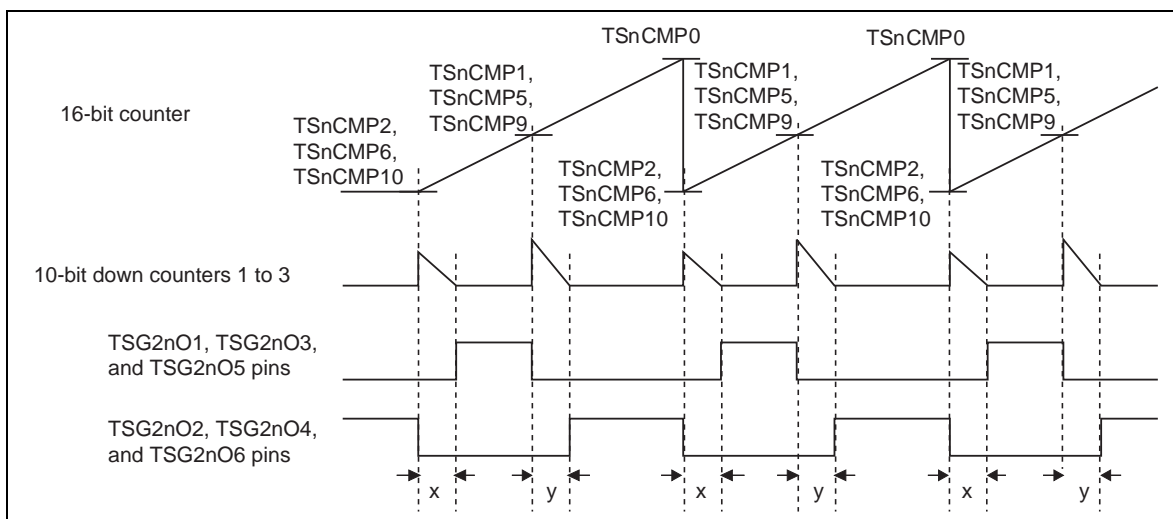 TSnCMP0
TSnCMP0
TSnCMP1,
TSnCMP5,
TSnCMP9
TSnCMP1,
TSnCMP5,
TSnCMP9
TSnCMP1,
TSnCMP5,
TSnCMP9
16-bit counter
TSnCMP2,
TSnCMP6,
TSnCMP10
TSnCMP2,
TSnCMP6,
TSnCMP10
TSnCMP2,
TSnCMP6,
TSnCMP10
10-bit down counters 1 to 3
TSG2nO1, TSG2nO3,
and TSG2nO5 pins
TSG2nO2, TSG2nO4,
and TSG2nO6 pins
x y x y x y